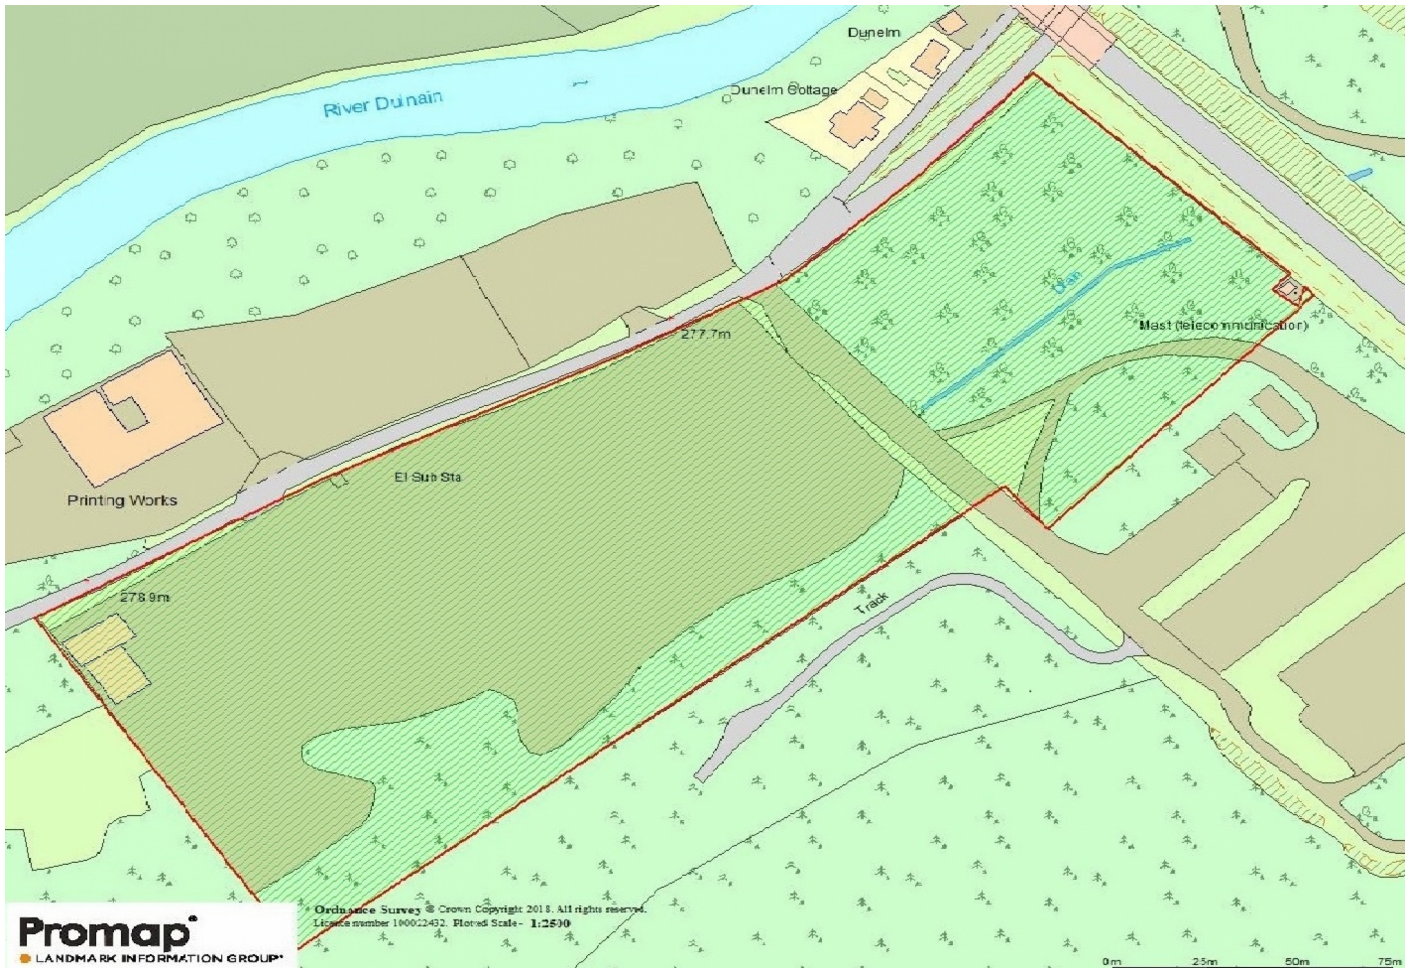 Dunelm
Dunelm Cottage
River Dulnain
Drain
Mast (telecommunication)
277.7m
El Sub Sta
Printing Works
278.9m
Track
Promap®
LANDMARK INFORMATION GROUP®
Ordnance Survey © Crown Copyright 2018. All rights reserved.
Licence number 100022432. Plotted Scale - 1:2500
0m 25m 50m 75m